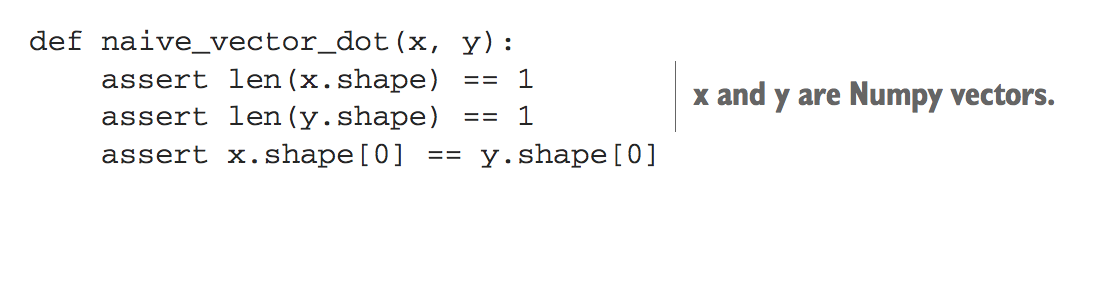 def naive_vector_dot(x, y):
    assert len(x.shape) == 1
    assert len(y.shape) == 1
    assert x.shape[0] == y.shape[0]
x and y are Numpy vectors.